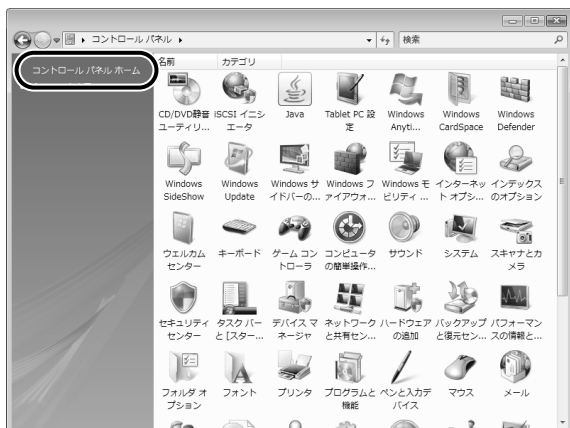 コントロール パネル
検索
コントロール パネル ホーム
名前 カテゴリ
CD/DVD静音ユーティリ...
iSCSI イニシエータ
Java
Tablet PC 設定
Windows Anyti...
Windows CardSpace
Windows Defender
Windows SideShow
Windows Update
Windows サイドバーの...
Windows ファイアウォ...
Windows モビリティ ...
インターネット オプシ...
インデックスのオプション
ウェルカム センター
キーボード
ゲーム コントローラ
コンピュータの簡単操作...
サウンド
システム
スキャナとカメラ
セキュリティ センター
タスク バーと [スター...
デバイス マネージャ
ネットワークと共有セン...
ハードウェアの追加
バックアップと復元セン...
パフォーマンスの情報と...
フォルダ オプション
フォント
プリンタ
プログラムと機能
ペンと入力デバイス
マウス
メール